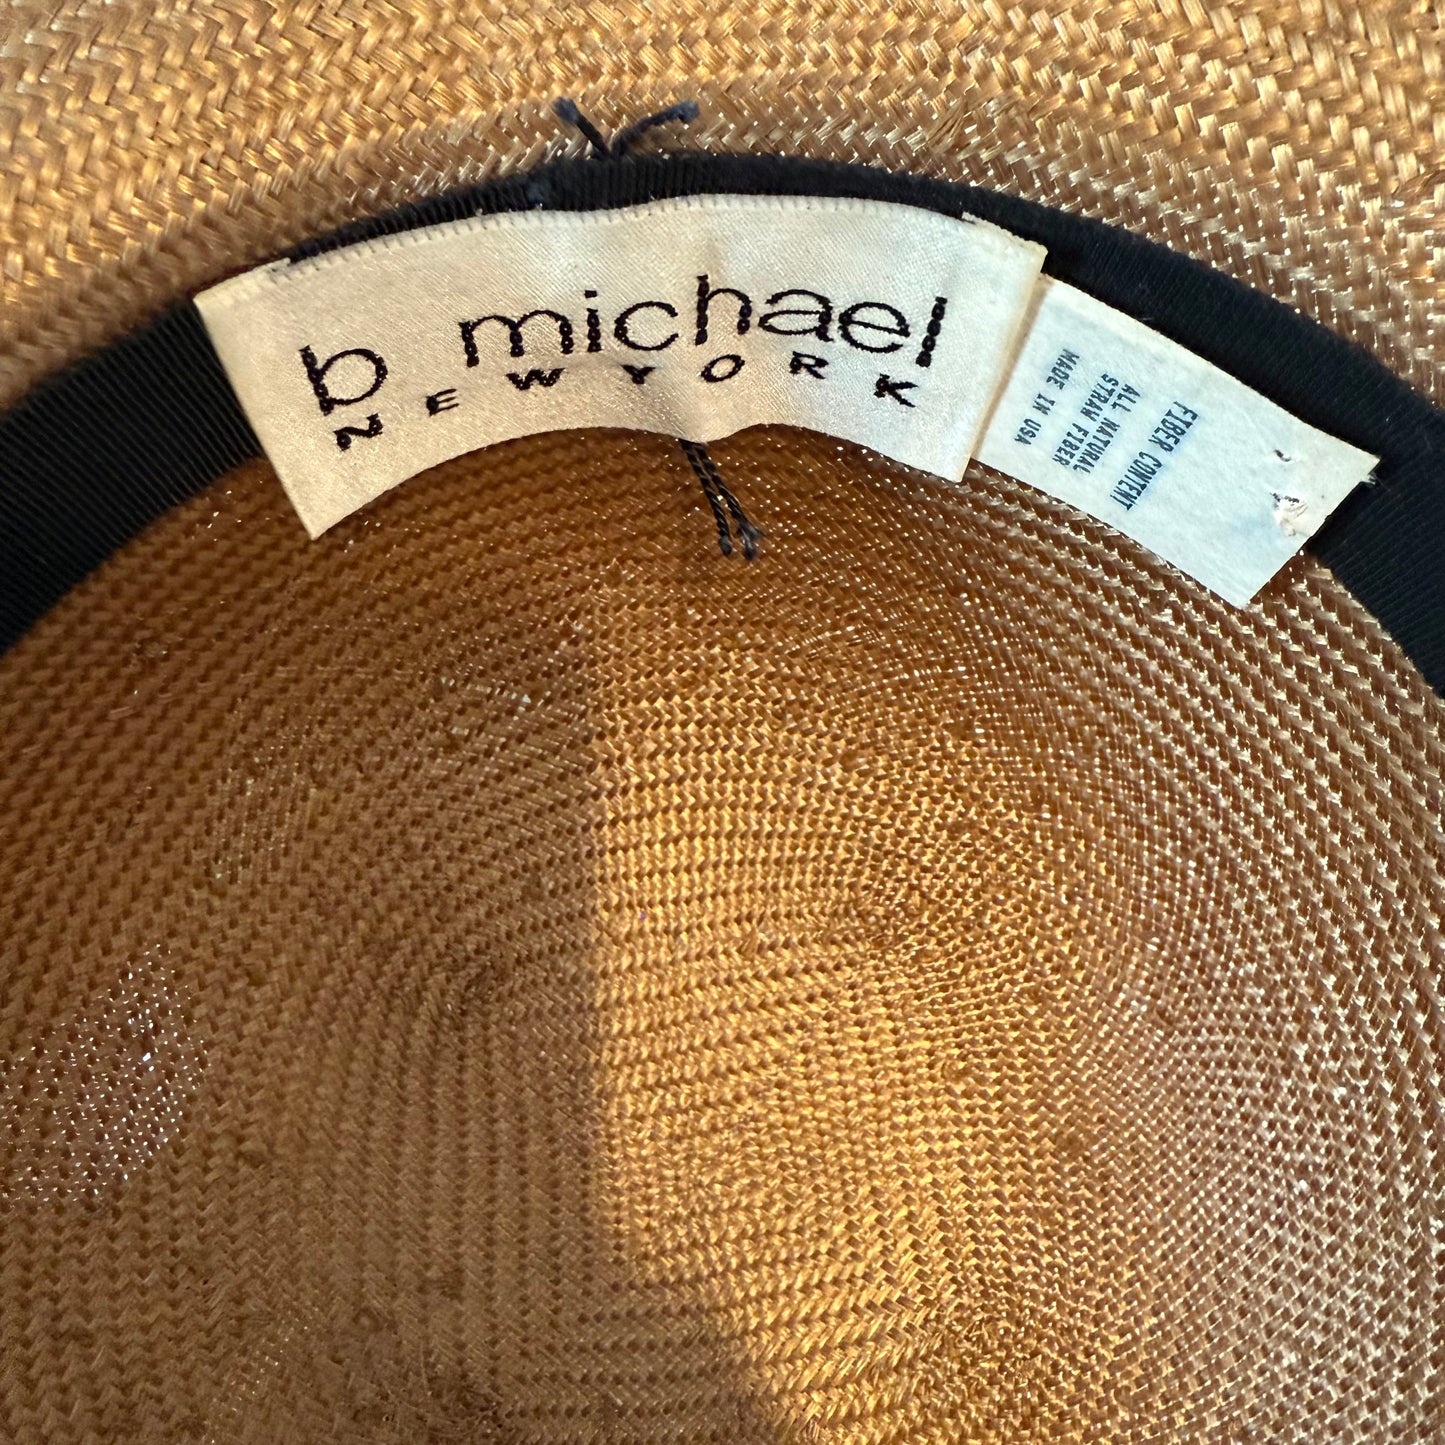 b michael
NEW YORK
FIBER CONTENT
ALL NATURAL
STRAW FIBER
MADE IN USA